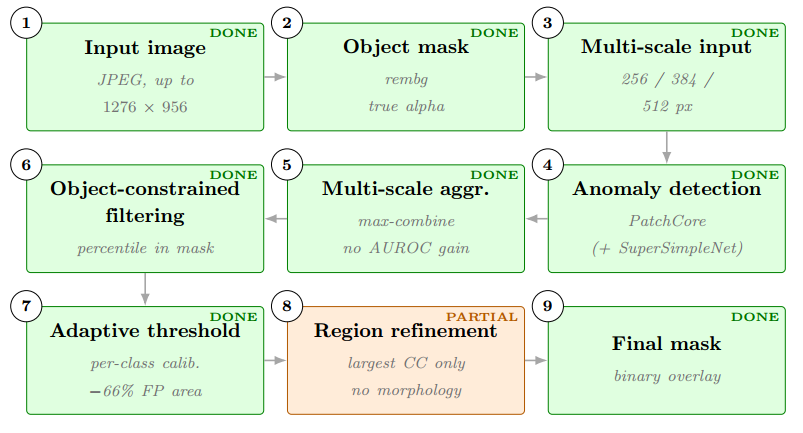 1
DONE
Input image
JPEG, up to
1276 × 956
2
DONE
Object mask
rembg
true alpha
3
DONE
Multi-scale input
256 / 384 /
512 px
4
DONE
Anomaly detection
PatchCore
(+ SuperSimpleNet)
5
DONE
Multi-scale aggr.
max-combine
no AUROC gain
6
DONE
Object-constrained
filtering
percentile in mask
7
DONE
Adaptive threshold
per-class calib.
−66% FP area
8
PARTIAL
Region refinement
largest CC only
no morphology
9
DONE
Final mask
binary overlay